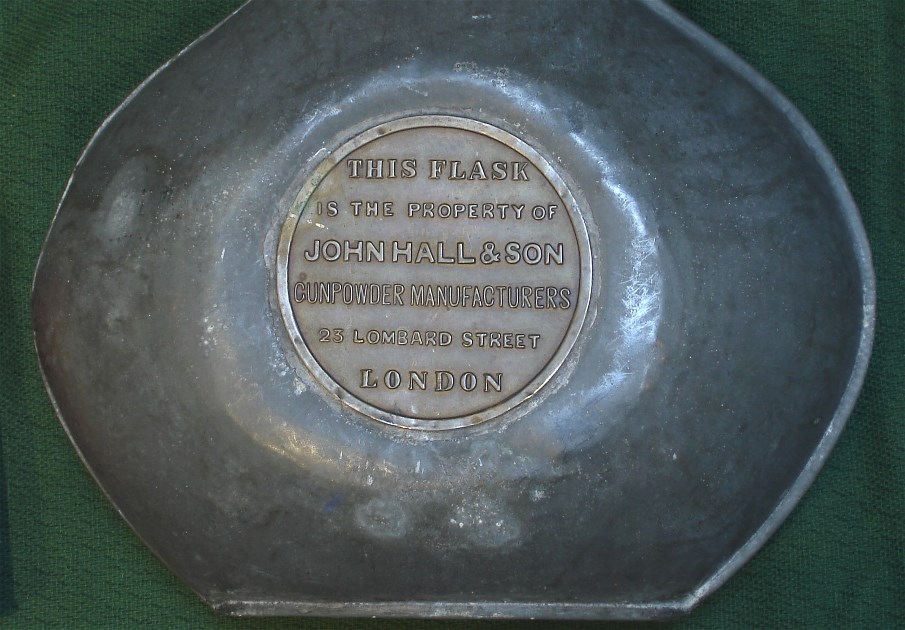 THIS FLASK
IS THE PROPERTY OF
JOHN HALL & SON
GUNPOWDER MANUFACTURERS
23 LOMBARD STREET
LONDON